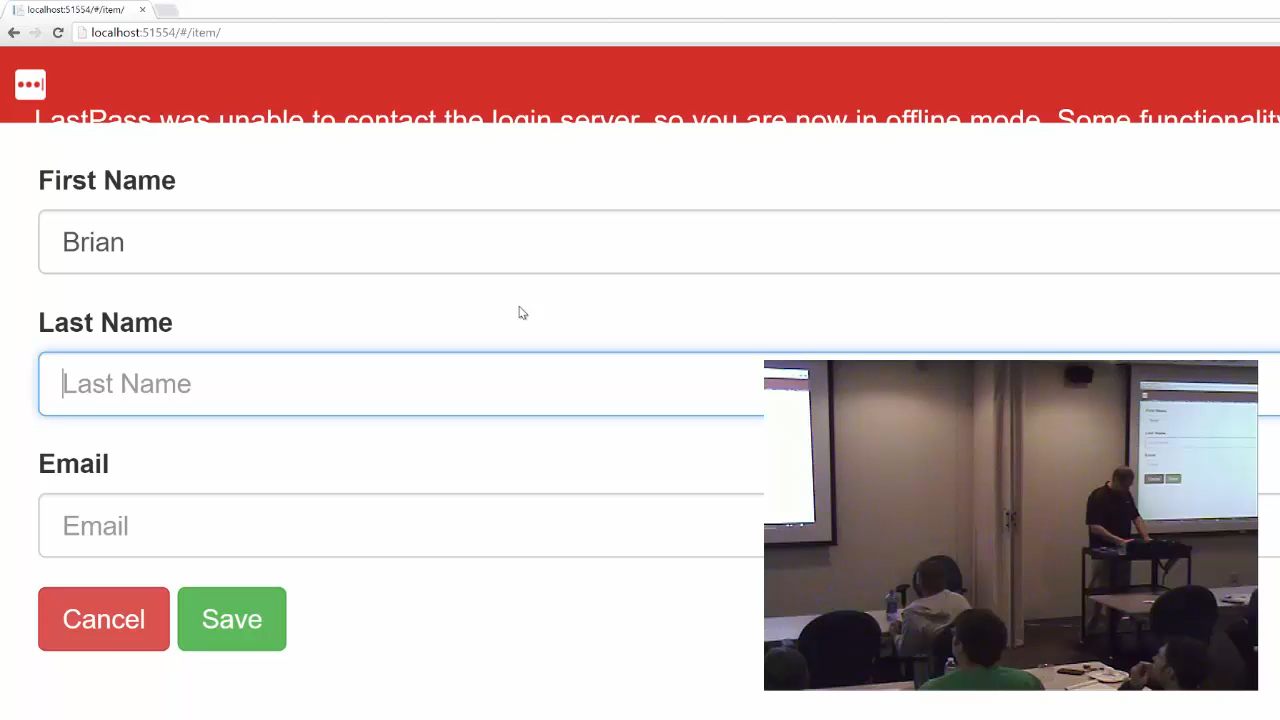 localhost:51554/#/item/
localhost:51554/#/item/
LastPass was unable to contact the login server, so you are now in offline mode. Some functionality
First Name
Brian
Last Name
Last Name
Email
Email
Cancel Save